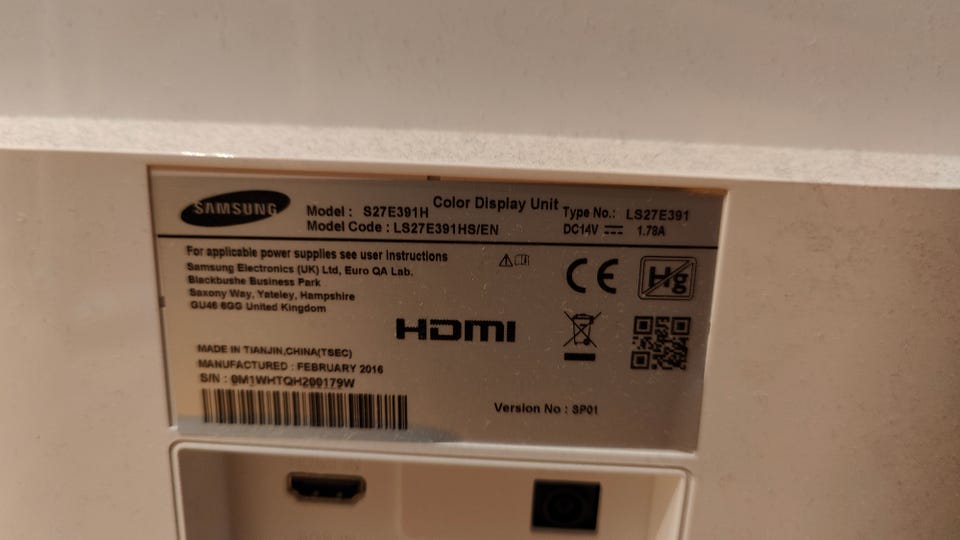 SAMSUNG
Color Display Unit
Model : S27E391H
Type No.: LS27E391
Model Code : LS27E391HS/EN
DC14V ⎓ 1.78A
For applicable power supplies see user instructions
Samsung Electronics (UK) Ltd, Euro QA Lab.
Blackbushe Business Park
Saxony Way, Yateley, Hampshire
GU46 6GG United Kingdom
CE
Hg
HDMI
MADE IN TIANJIN,CHINA(TSEC)
MANUFACTURED : FEBRUARY 2016
S/N : 0M1WHTQH200179W
Version No : SP01